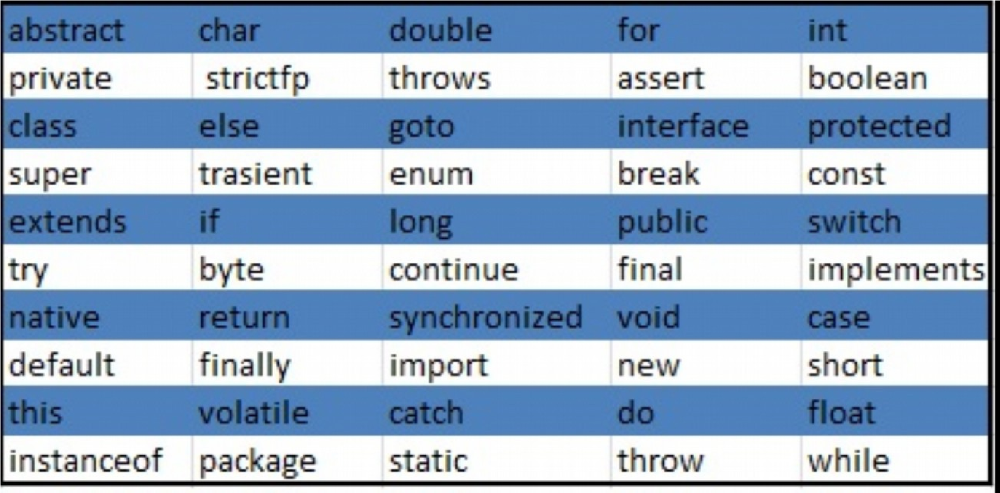 abstract char double for int
private strictfp throws assert boolean
class else goto interface protected
super trasient enum break const
extends if long public switch
try byte continue final implements
native return synchronized void case
default finally import new short
this volatile catch do float
instanceof package static throw while